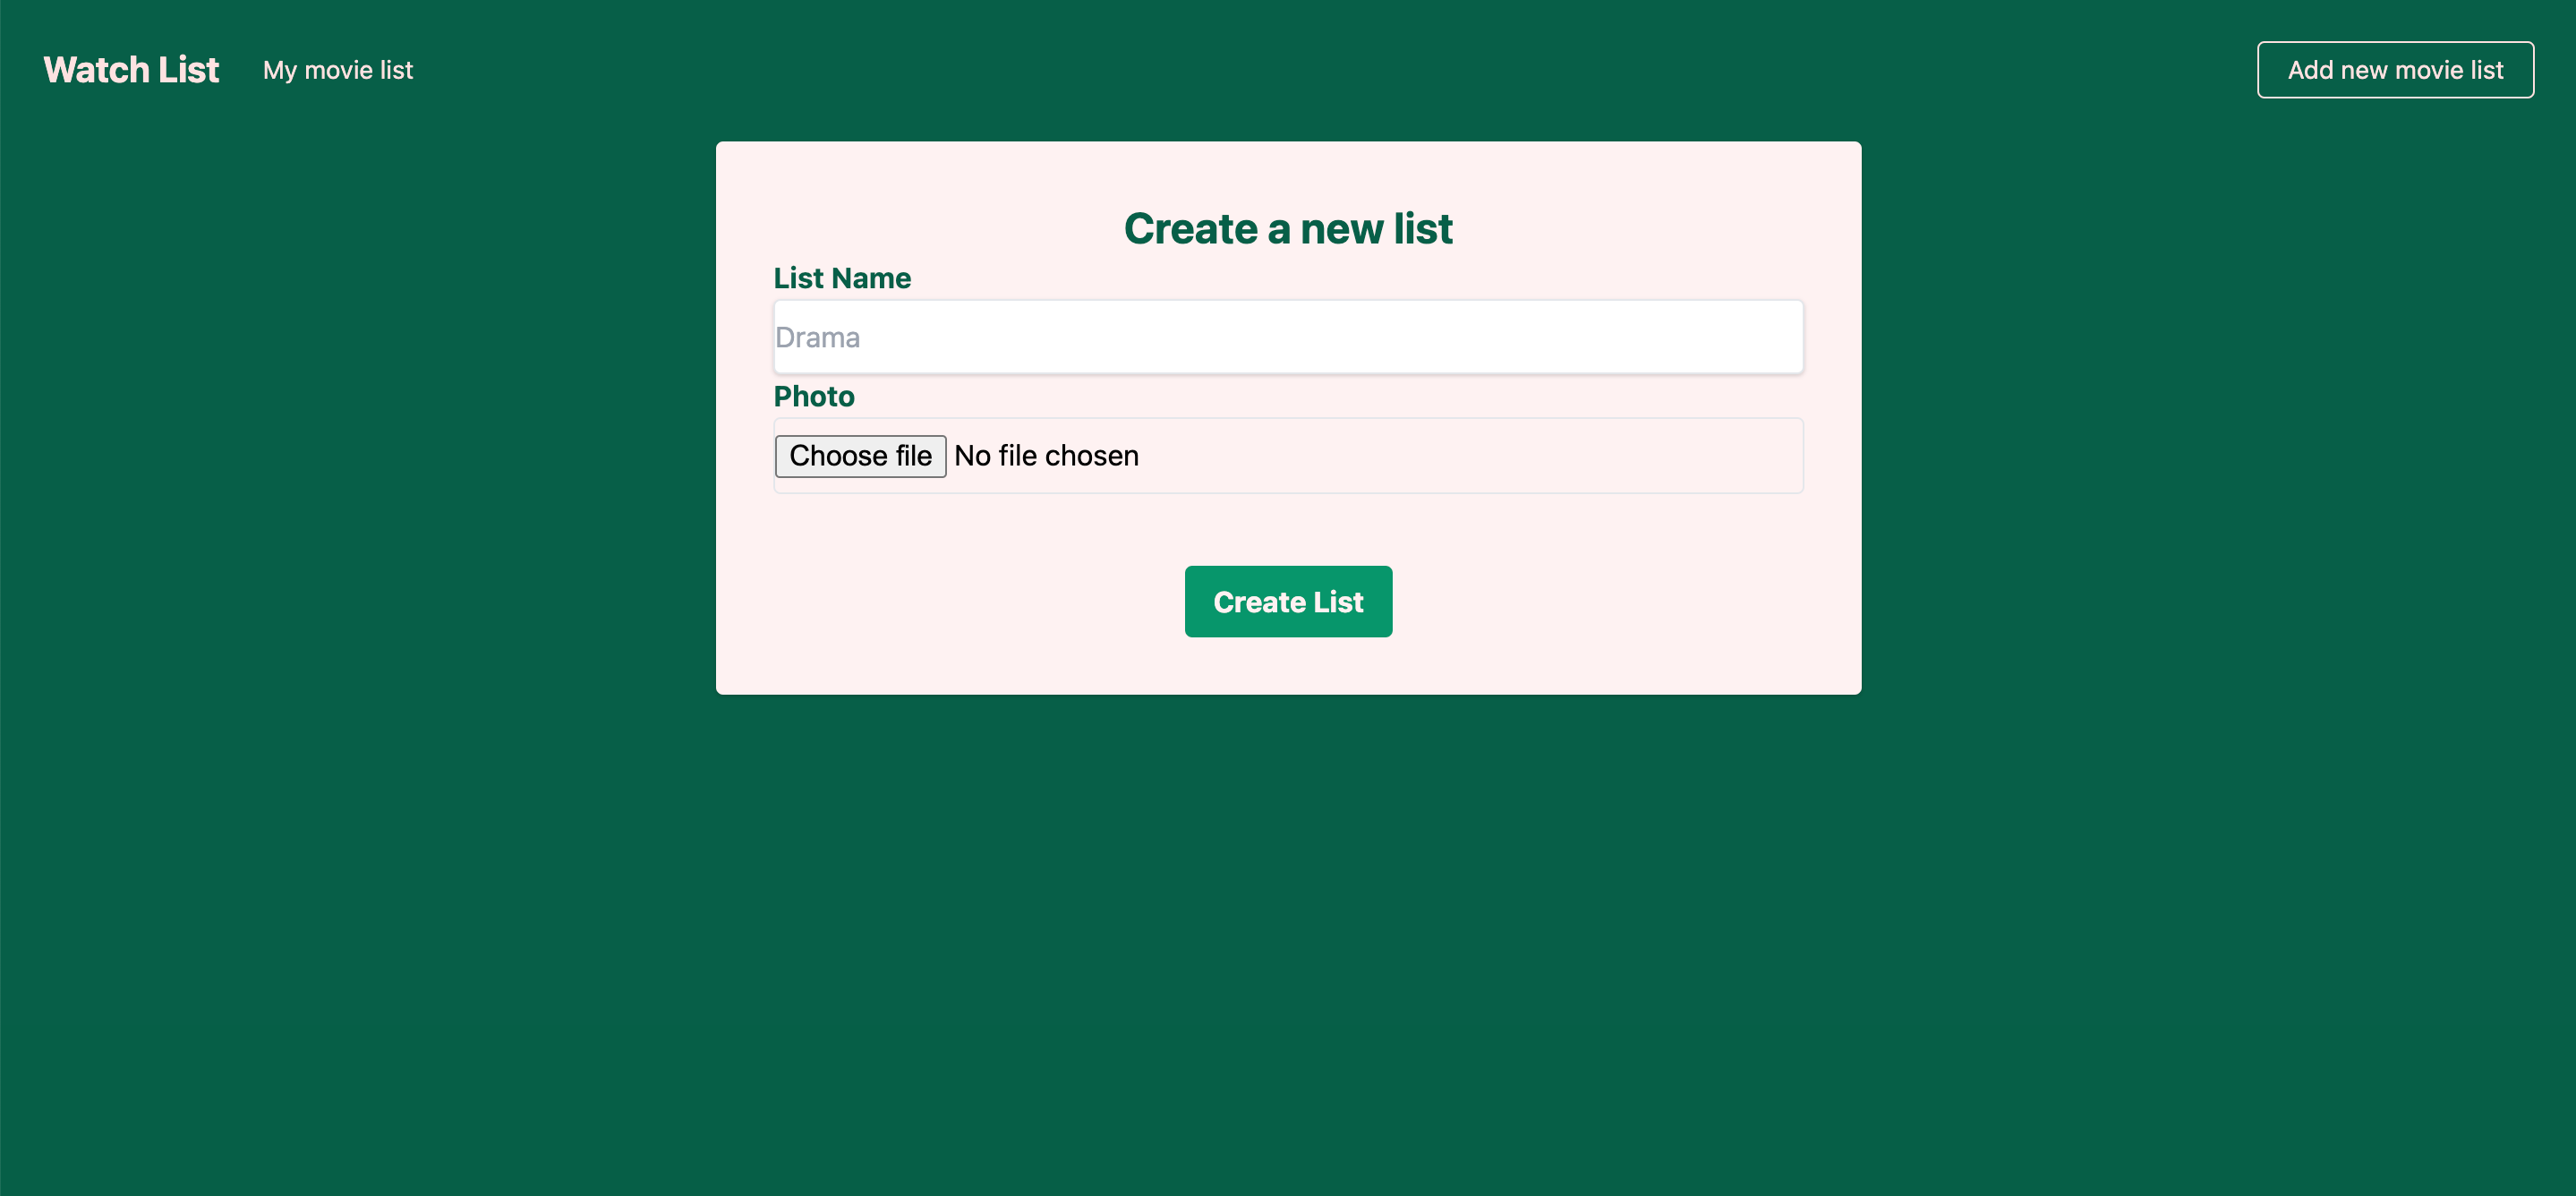 Watch List My movie list Add new movie list
Create a new list
List Name
Drama
Photo
Choose file No file chosen
Create List